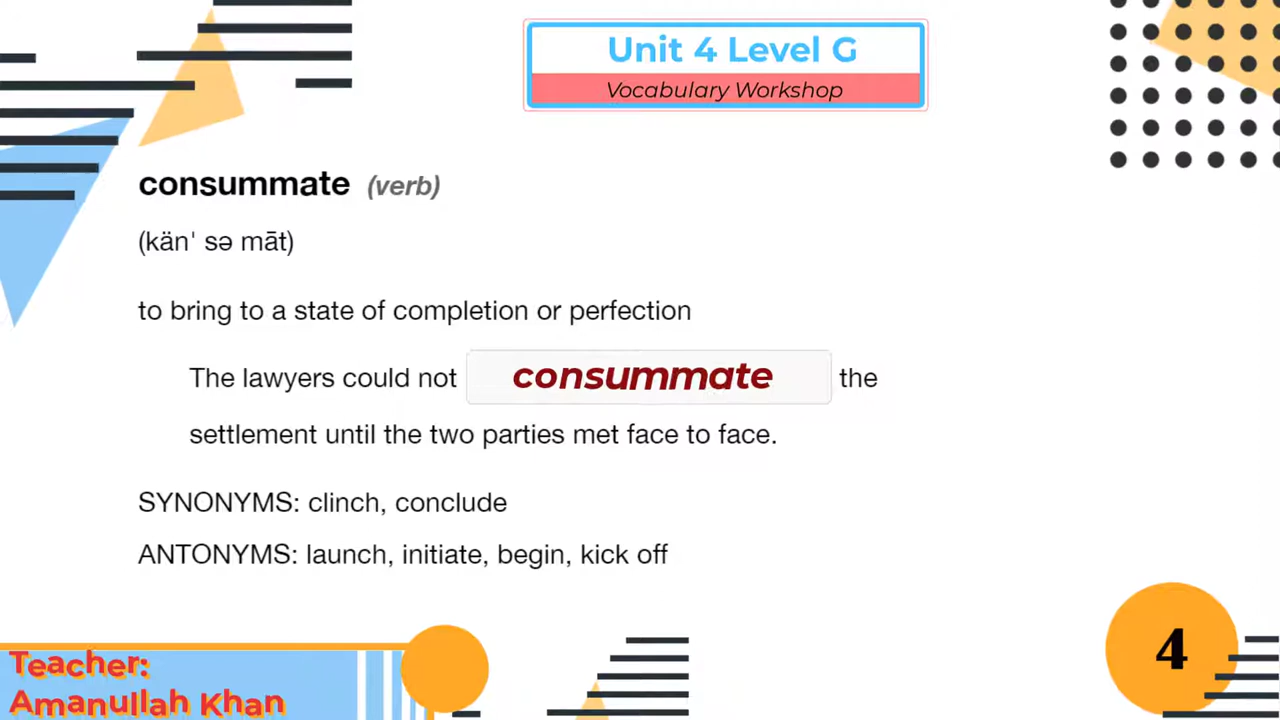 Unit 4 Level G
Vocabulary Workshop
consummate (verb)
(känˈ sə māt)
to bring to a state of completion or perfection
The lawyers could not consummate the
settlement until the two parties met face to face.
SYNONYMS: clinch, conclude
ANTONYMS: launch, initiate, begin, kick off
Teacher:
Amanullah Khan
4